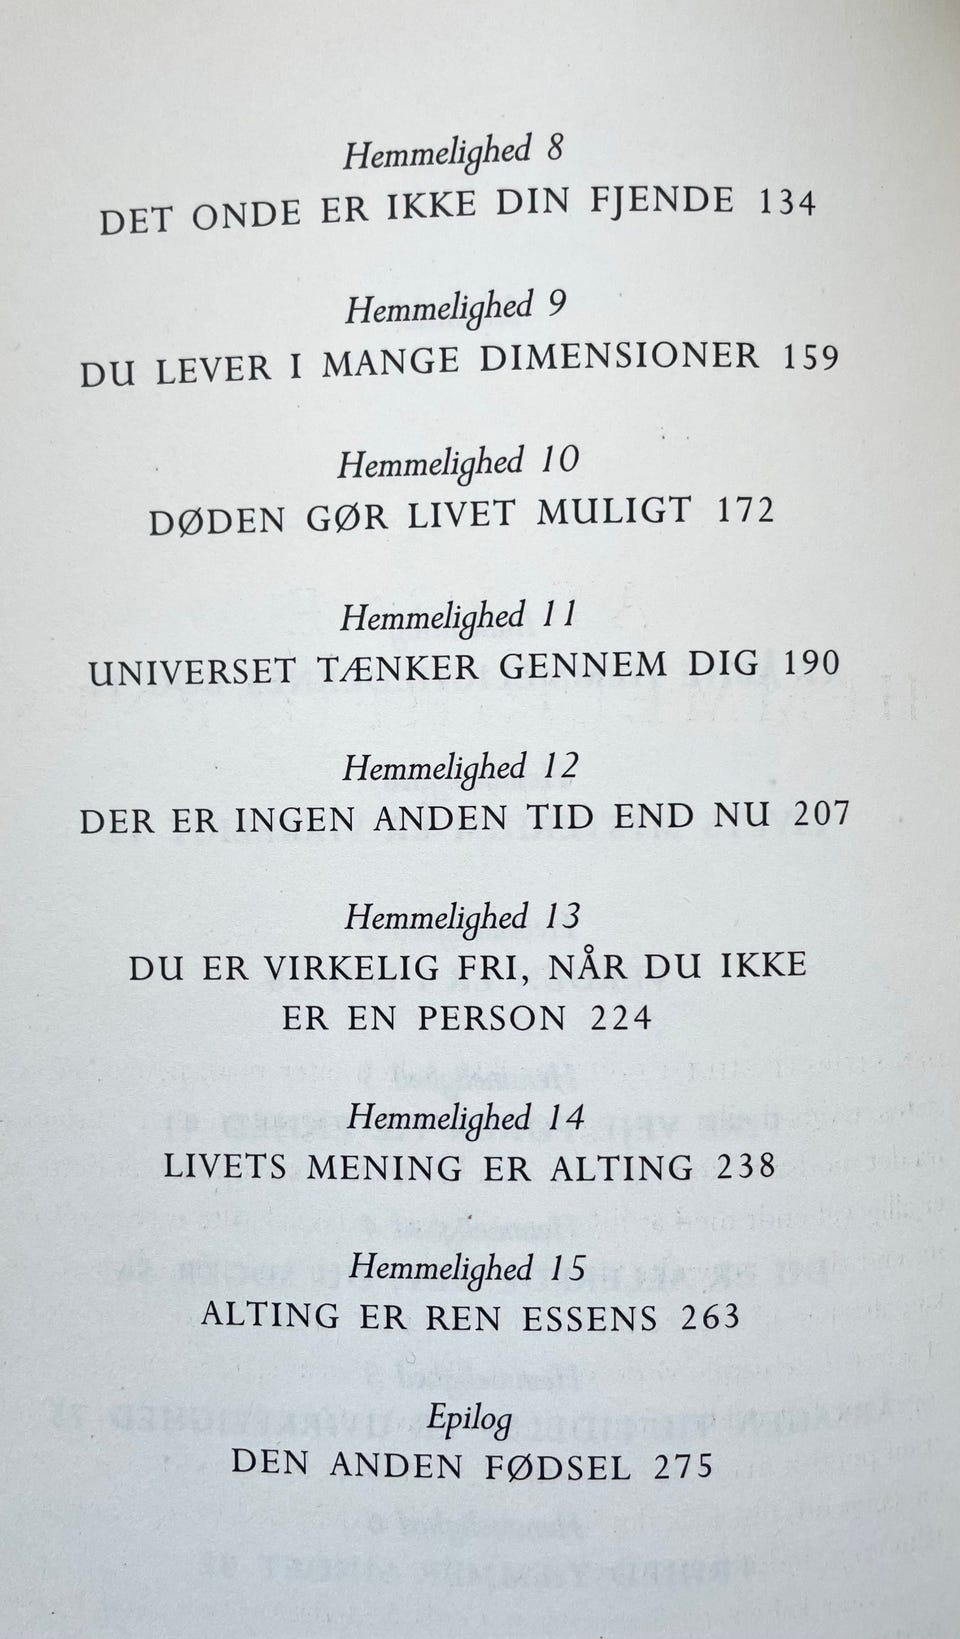 Hemmelighed 8
DET ONDE ER IKKE DIN FJENDE 134
Hemmelighed 9
DU LEVER I MANGE DIMENSIONER 159
Hemmelighed 10
DØDEN GØR LIVET MULIGT 172
Hemmelighed 11
UNIVERSET TÆNKER GENNEM DIG 190
Hemmelighed 12
DER ER INGEN ANDEN TID END NU 207
Hemmelighed 13
DU ER VIRKELIG FRI, NÅR DU IKKE
ER EN PERSON 224
Hemmelighed 14
LIVETS MENING ER ALTING 238
Hemmelighed 15
ALTING ER REN ESSENS 263
Epilog
DEN ANDEN FØDSEL 275